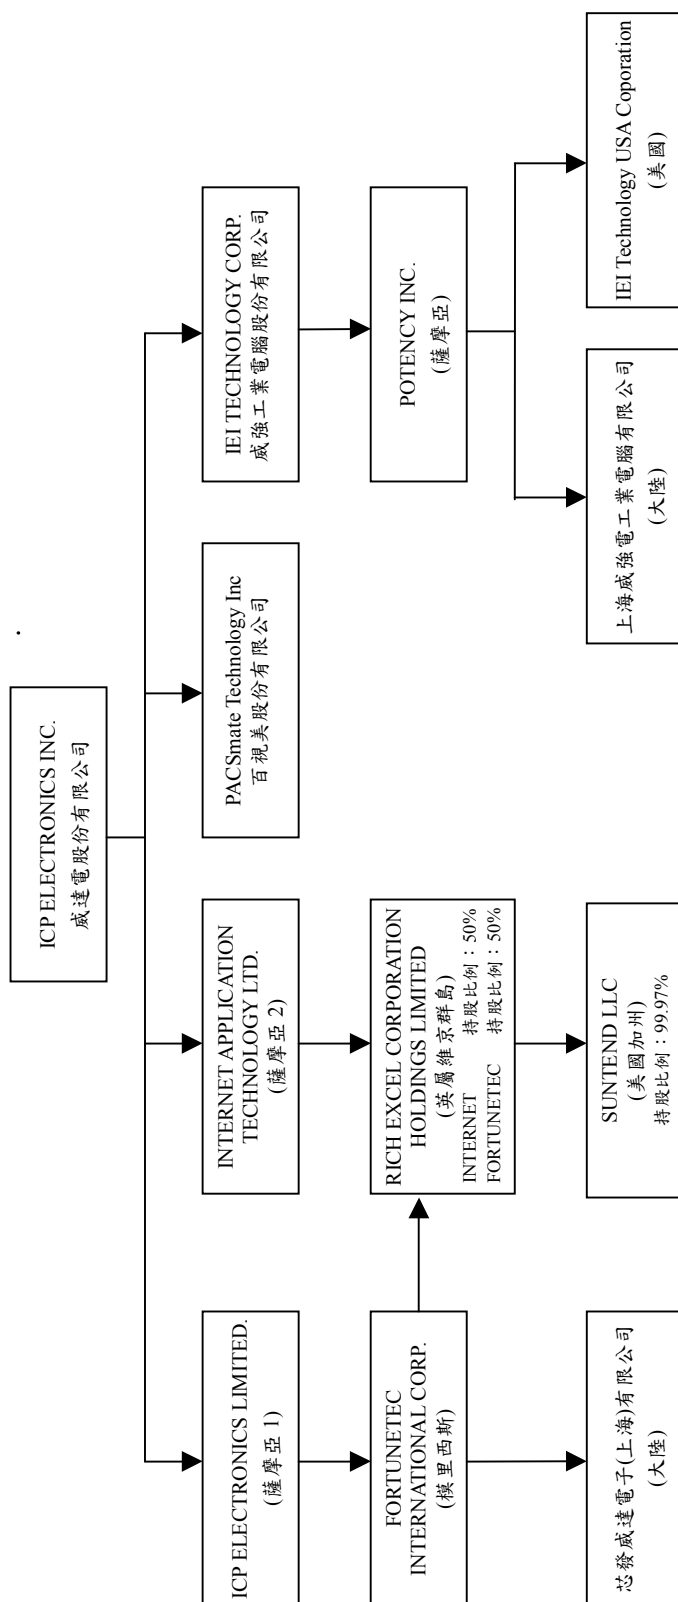 ICP ELECTRONICS INC.
威達電股份有限公司
ICP ELECTRONICS LIMITED.
(薩摩亞 1)
INTERNET APPLICATION
TECHNOLOGY LTD.
(薩摩亞 2)
PACSmate Technology Inc
百視美股份有限公司
IEI TECHNOLOGY CORP.
威強工業電腦股份有限公司
FORTUNETEC
INTERNATIONAL CORP.
(模里西斯)
RICH EXCEL CORPORATION
HOLDINGS LIMITED
(英屬維京群島)
INTERNET 持股比例：50%
FORTUNETEC 持股比例：50%
POTENCY INC.
(薩摩亞)
芯發威達電子(上海)有限公司
(大陸)
SUNTEND LLC
(美國加州)
持股比例：99.97%
上海威強電工業電腦有限公司
(大陸)
IEI Technology USA Coporation
(美國)